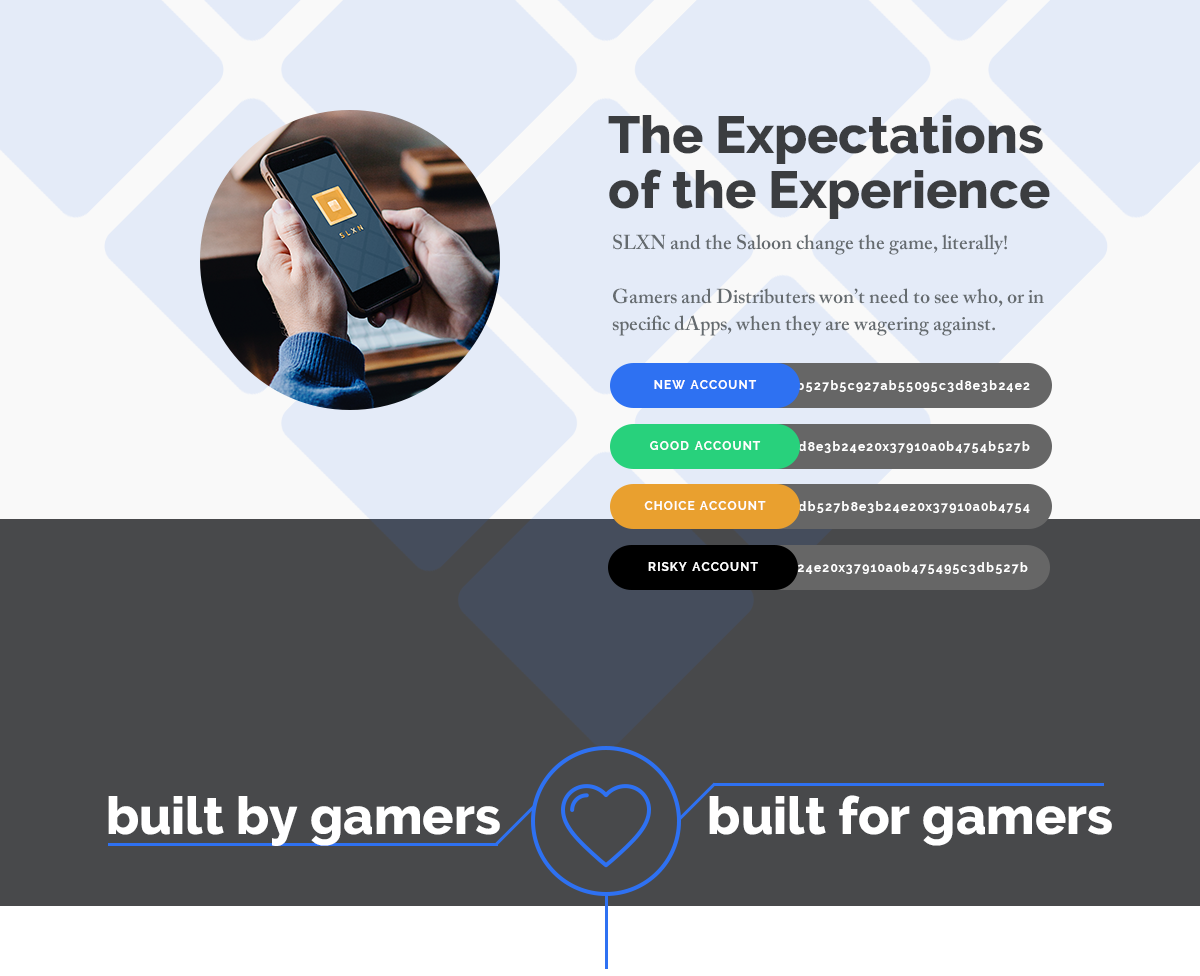 The Expectations
of the Experience
SLXN and the Saloon change the game, literally!
Gamers and Distributers won’t need to see who, or in
specific dApps, when they are wagering against.
SLXN
NEW ACCOUNT b527b5c927ab55095c3d8e3b24e2
GOOD ACCOUNT d8e3b24e20x37910a0b4754b527b
CHOICE ACCOUNT db527b8e3b24e20x37910a0b4754
RISKY ACCOUNT 24e20x37910a0b475495c3db527b
built by gamers
built for gamers